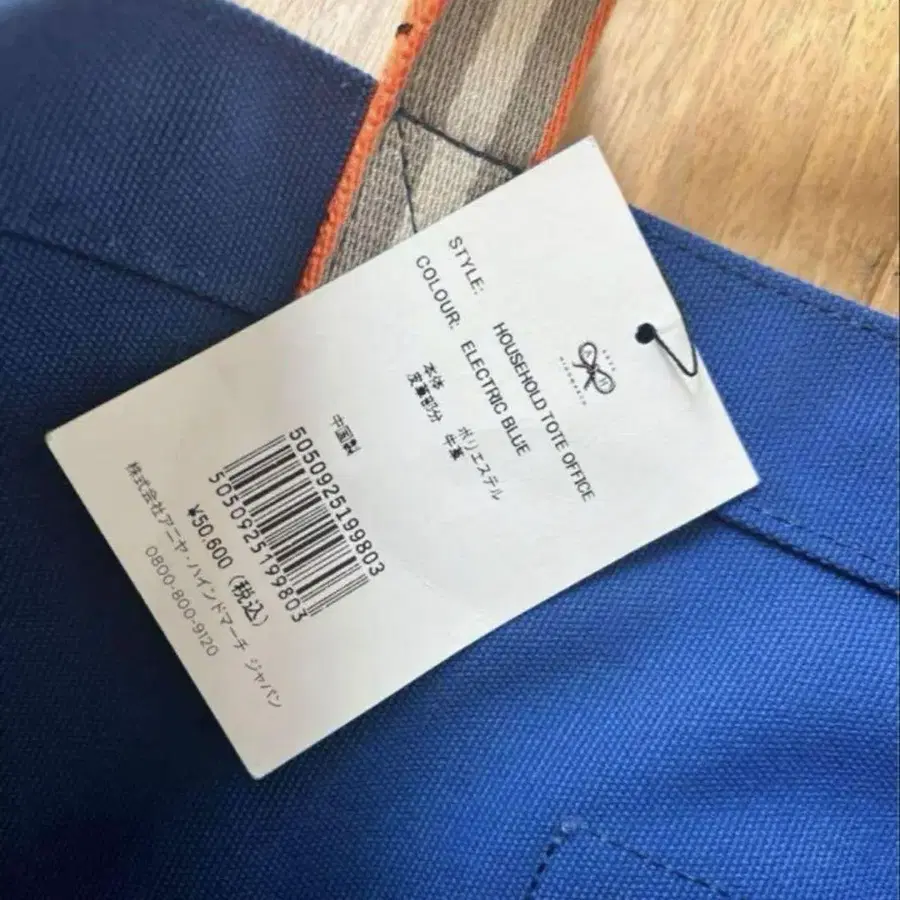 ANYA
HINDMARCH
STYLE: HOUSEHOLD TOTE OFFICE
COLOUR: ELECTRIC BLUE
本体 ポリエステル
皮革部分 牛革
中国製
5050925199803
5050925199803
¥50,600 (税込)
株式会社アニヤ・ハインドマーチ ジャパン
0800-800-9120